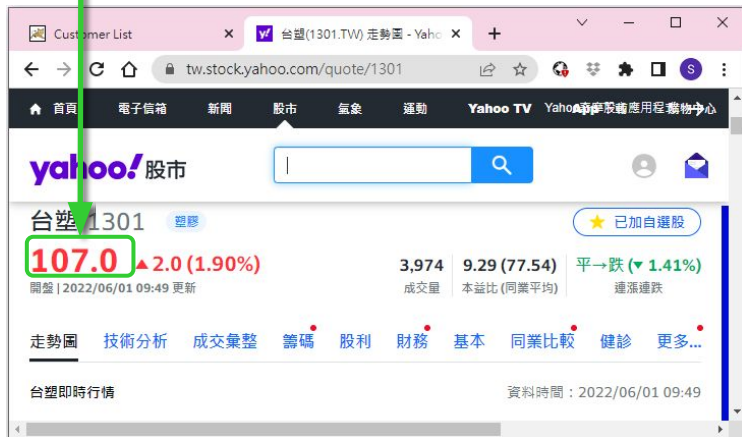 Customer List
台塑(1301.TW) 走勢圖 - Yaho
tw.stock.yahoo.com/quote/1301
S
首頁 電子信箱 新聞 股市 氣象 運動 Yahoo TV
yahoo! 股市
台塑 1301 塑膠 已加自選股
107.0 ▲ 2.0 (1.90%) 3,974 9.29 (77.54) 平→跌 (▼ 1.41%)
開盤 | 2022/06/01 09:49 更新 成交量 本益比 (同業平均) 連漲連跌
走勢圖 技術分析 成交彙整 籌碼 股利 財務 基本 同業比較 健診 更多...
台塑即時行情 資料時間：2022/06/01 09:49